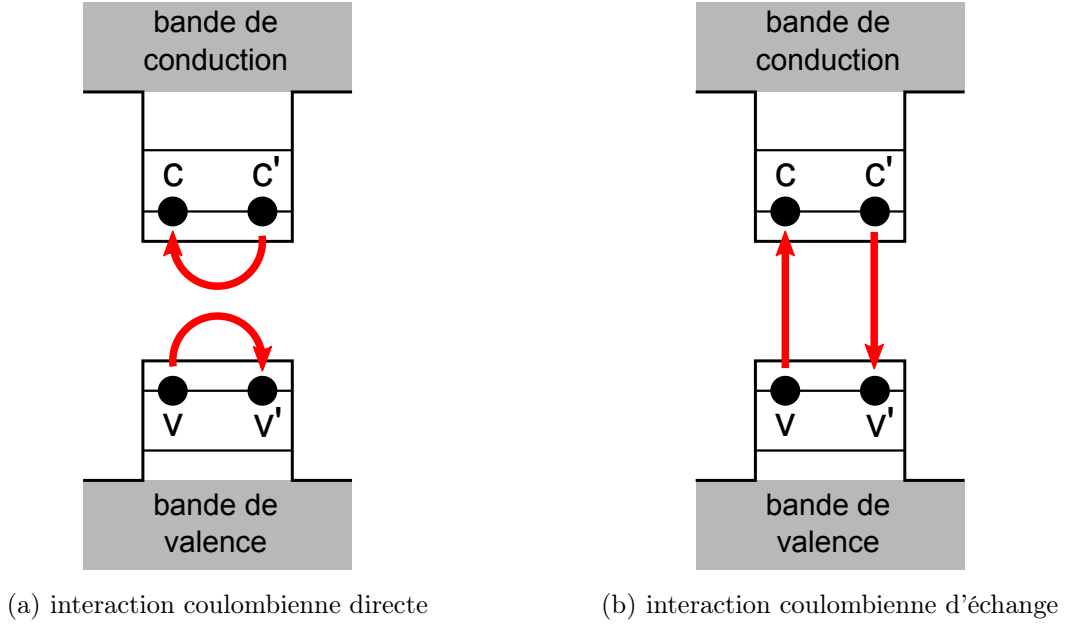 bande de
conduction
c
c'
v
v'
bande de
valence
(a) interaction coulombienne directe
bande de
conduction
c
c'
v
v'
bande de
valence
(b) interaction coulombienne d'échange